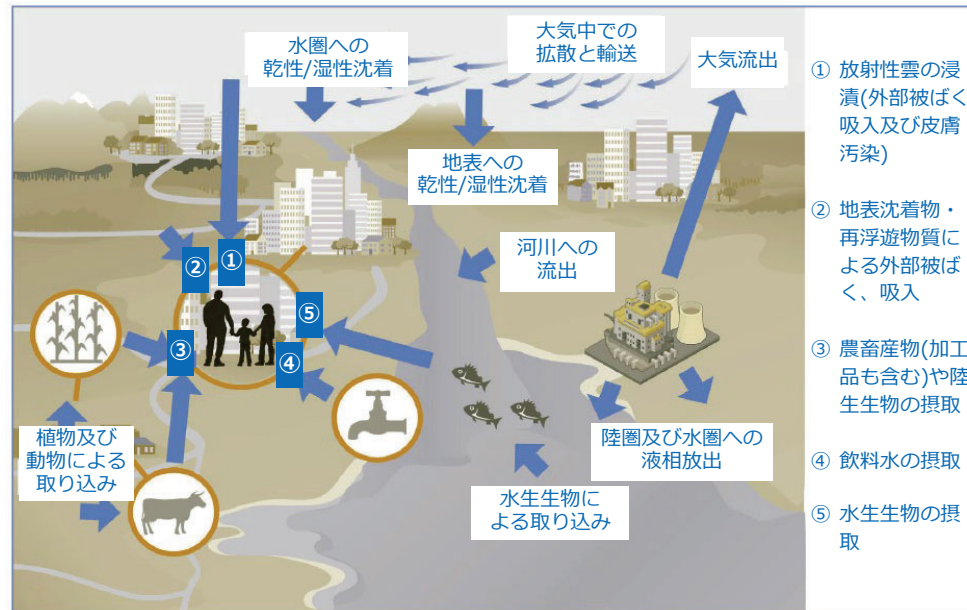 水圏への
乾性/湿性沈着
大気中での
拡散と輸送
大気流出
地表への
乾性/湿性沈着
河川への
流出
①
②
③
④
⑤
植物及び
動物による
取り込み
水生生物に
よる取り込み
陸圏及び水圏への
液相放出
① 放射性雲の浸
漬(外部被ばく
吸入及び皮膚
汚染)
② 地表沈着物・
再浮遊物質に
よる外部被ば
く、吸入
③ 農畜産物(加工
品も含む)や陸
生生物の摂取
④ 飲料水の摂取
⑤ 水生生物の摂
取